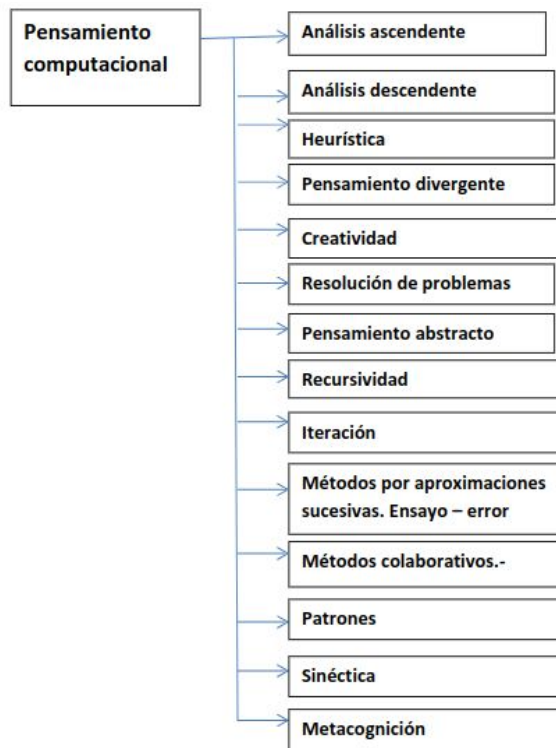 Pensamiento
computacional
Análisis ascendente
Análisis descendente
Heurística
Pensamiento divergente
Creatividad
Resolución de problemas
Pensamiento abstracto
Recursividad
Iteración
Métodos por aproximaciones
sucesivas. Ensayo – error
Métodos colaborativos.-
Patrones
Sinéctica
Metacognición